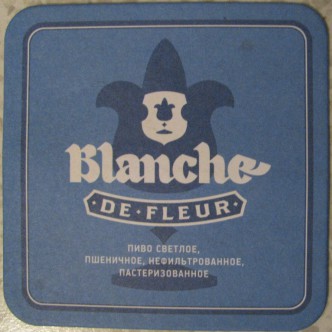 Blanche
·DE·FLEUR·
ПИВО СВЕТЛОЕ,
ПШЕНИЧНОЕ, НЕФИЛЬТРОВАННОЕ,
ПАСТЕРИЗОВАННОЕ